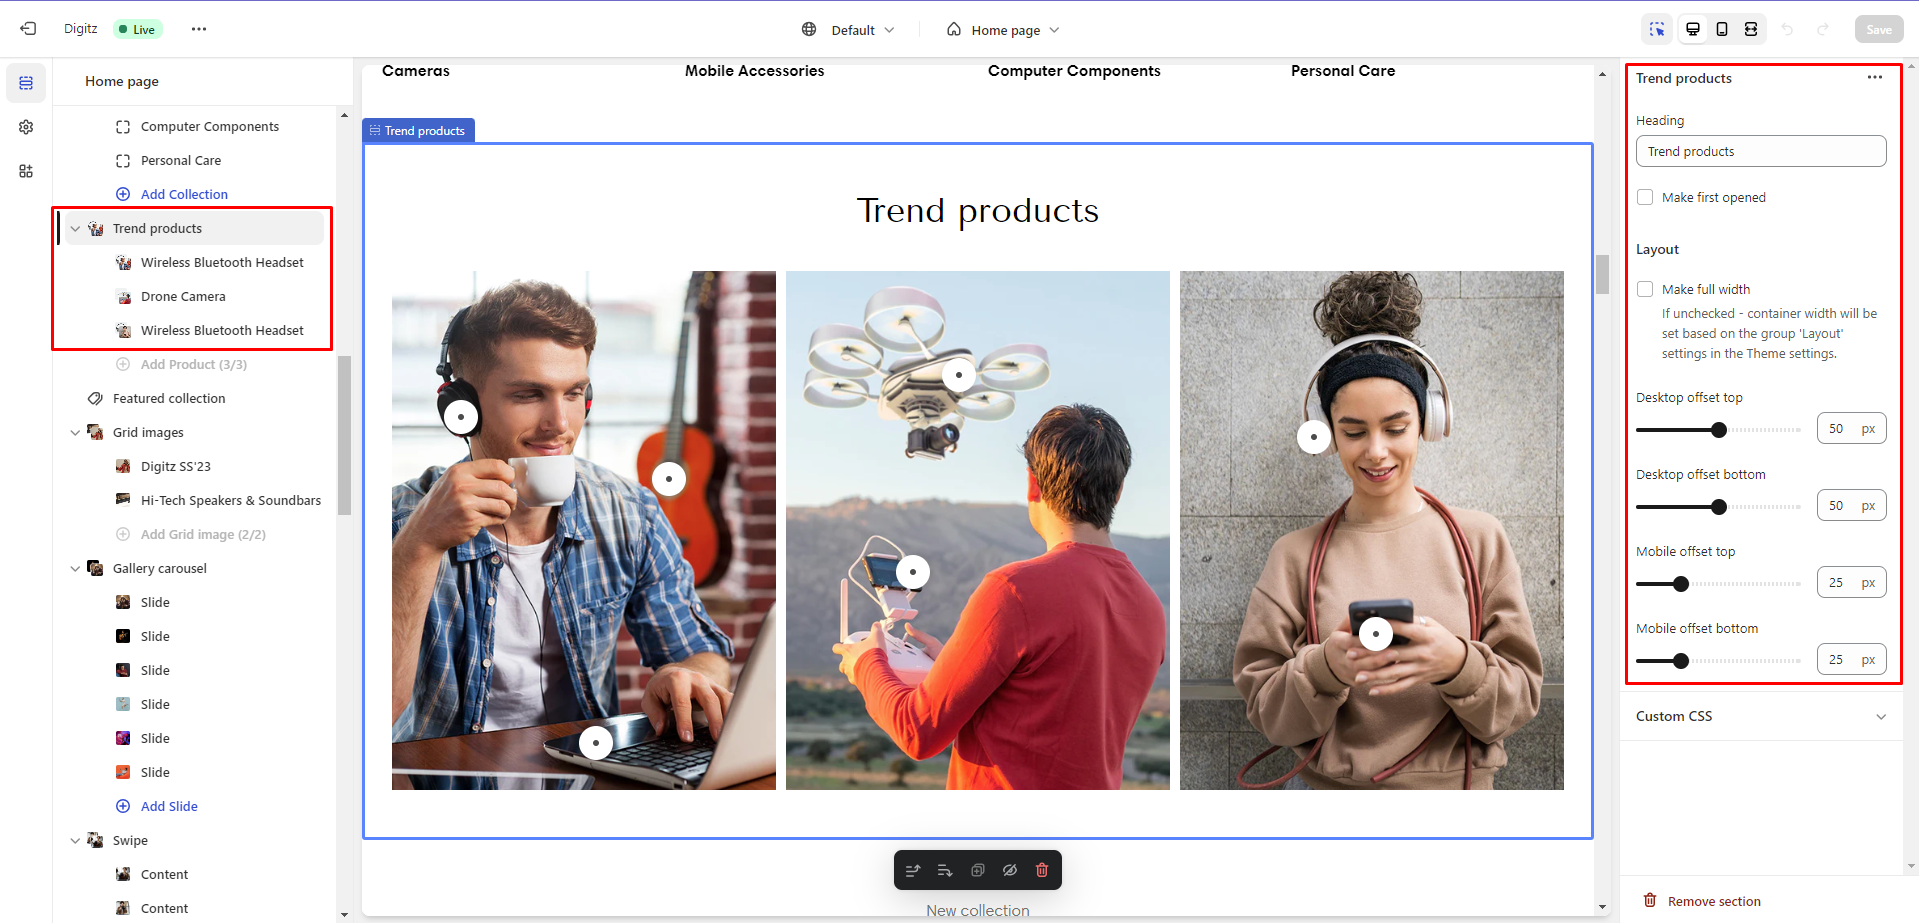 Digitz
Live
Default
Home page
Save
Home page
Computer Components
Personal Care
Add Collection
Trend products
Wireless Bluetooth Headset
Drone Camera
Wireless Bluetooth Headset
Add Product (3/3)
Featured collection
Grid images
Digitz SS'23
Hi-Tech Speakers & Soundbars
Add Grid image (2/2)
Gallery carousel
Slide
Slide
Slide
Slide
Slide
Slide
Add Slide
Swipe
Content
Content
Cameras
Mobile Accessories
Computer Components
Personal Care
Trend products
Trend products
New collection
Trend products
Heading
Trend products
Make first opened
Layout
Make full width
If unchecked - container width will be
set based on the group 'Layout'
settings in the Theme settings.
Desktop offset top
50 px
Desktop offset bottom
50 px
Mobile offset top
25 px
Mobile offset bottom
25 px
Custom CSS
Remove section